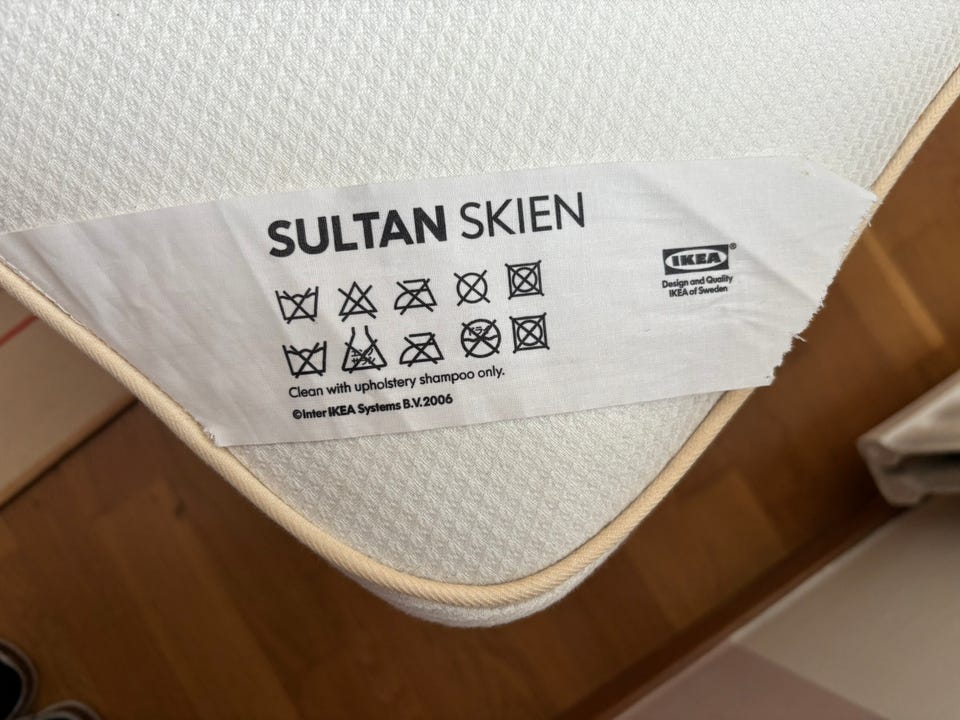 SULTAN SKIEN
IKEA®
Design and Quality
IKEA of Sweden
Clean with upholstery shampoo only.
©Inter IKEA Systems B.V. 2006